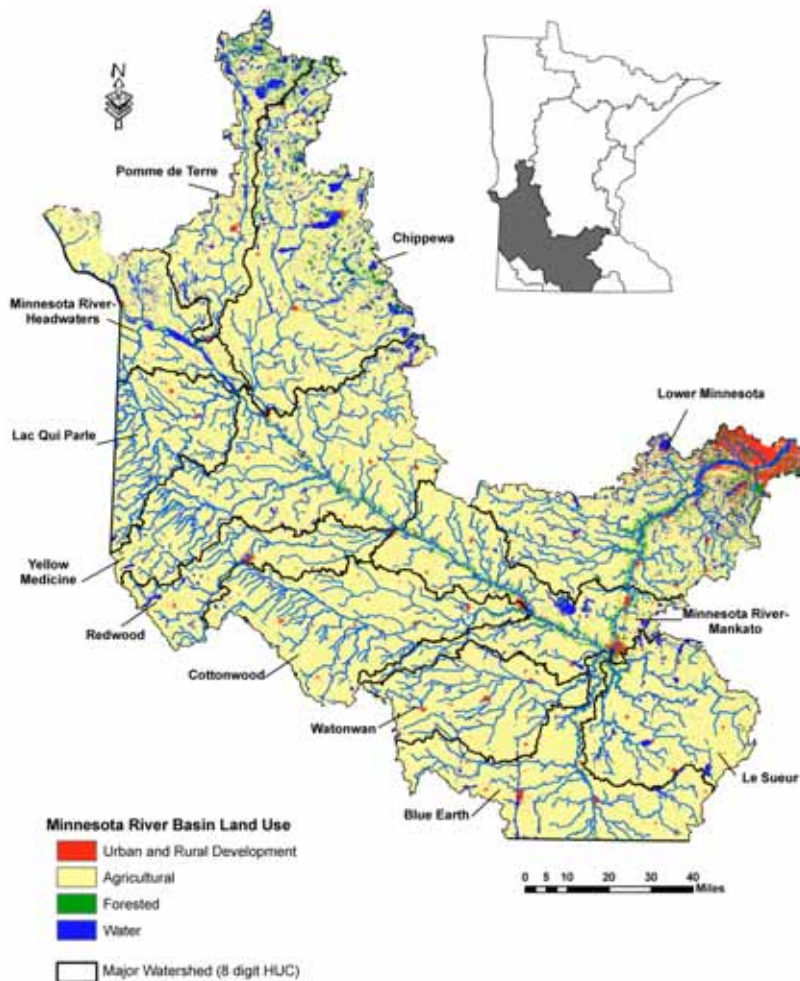 N
Pomme de Terre
Chippewa
Minnesota River-
Headwaters
Lower Minnesota
Lac Qui Parle
Yellow
Medicine
Minnesota River-
Mankato
Redwood
Cottonwood
Watonwan
Le Sueur
Blue Earth
Minnesota River Basin Land Use
Urban and Rural Development
Agricultural
Forested
Water
Major Watershed (8 digit HUC)
0 5 10 20 30 40
Miles